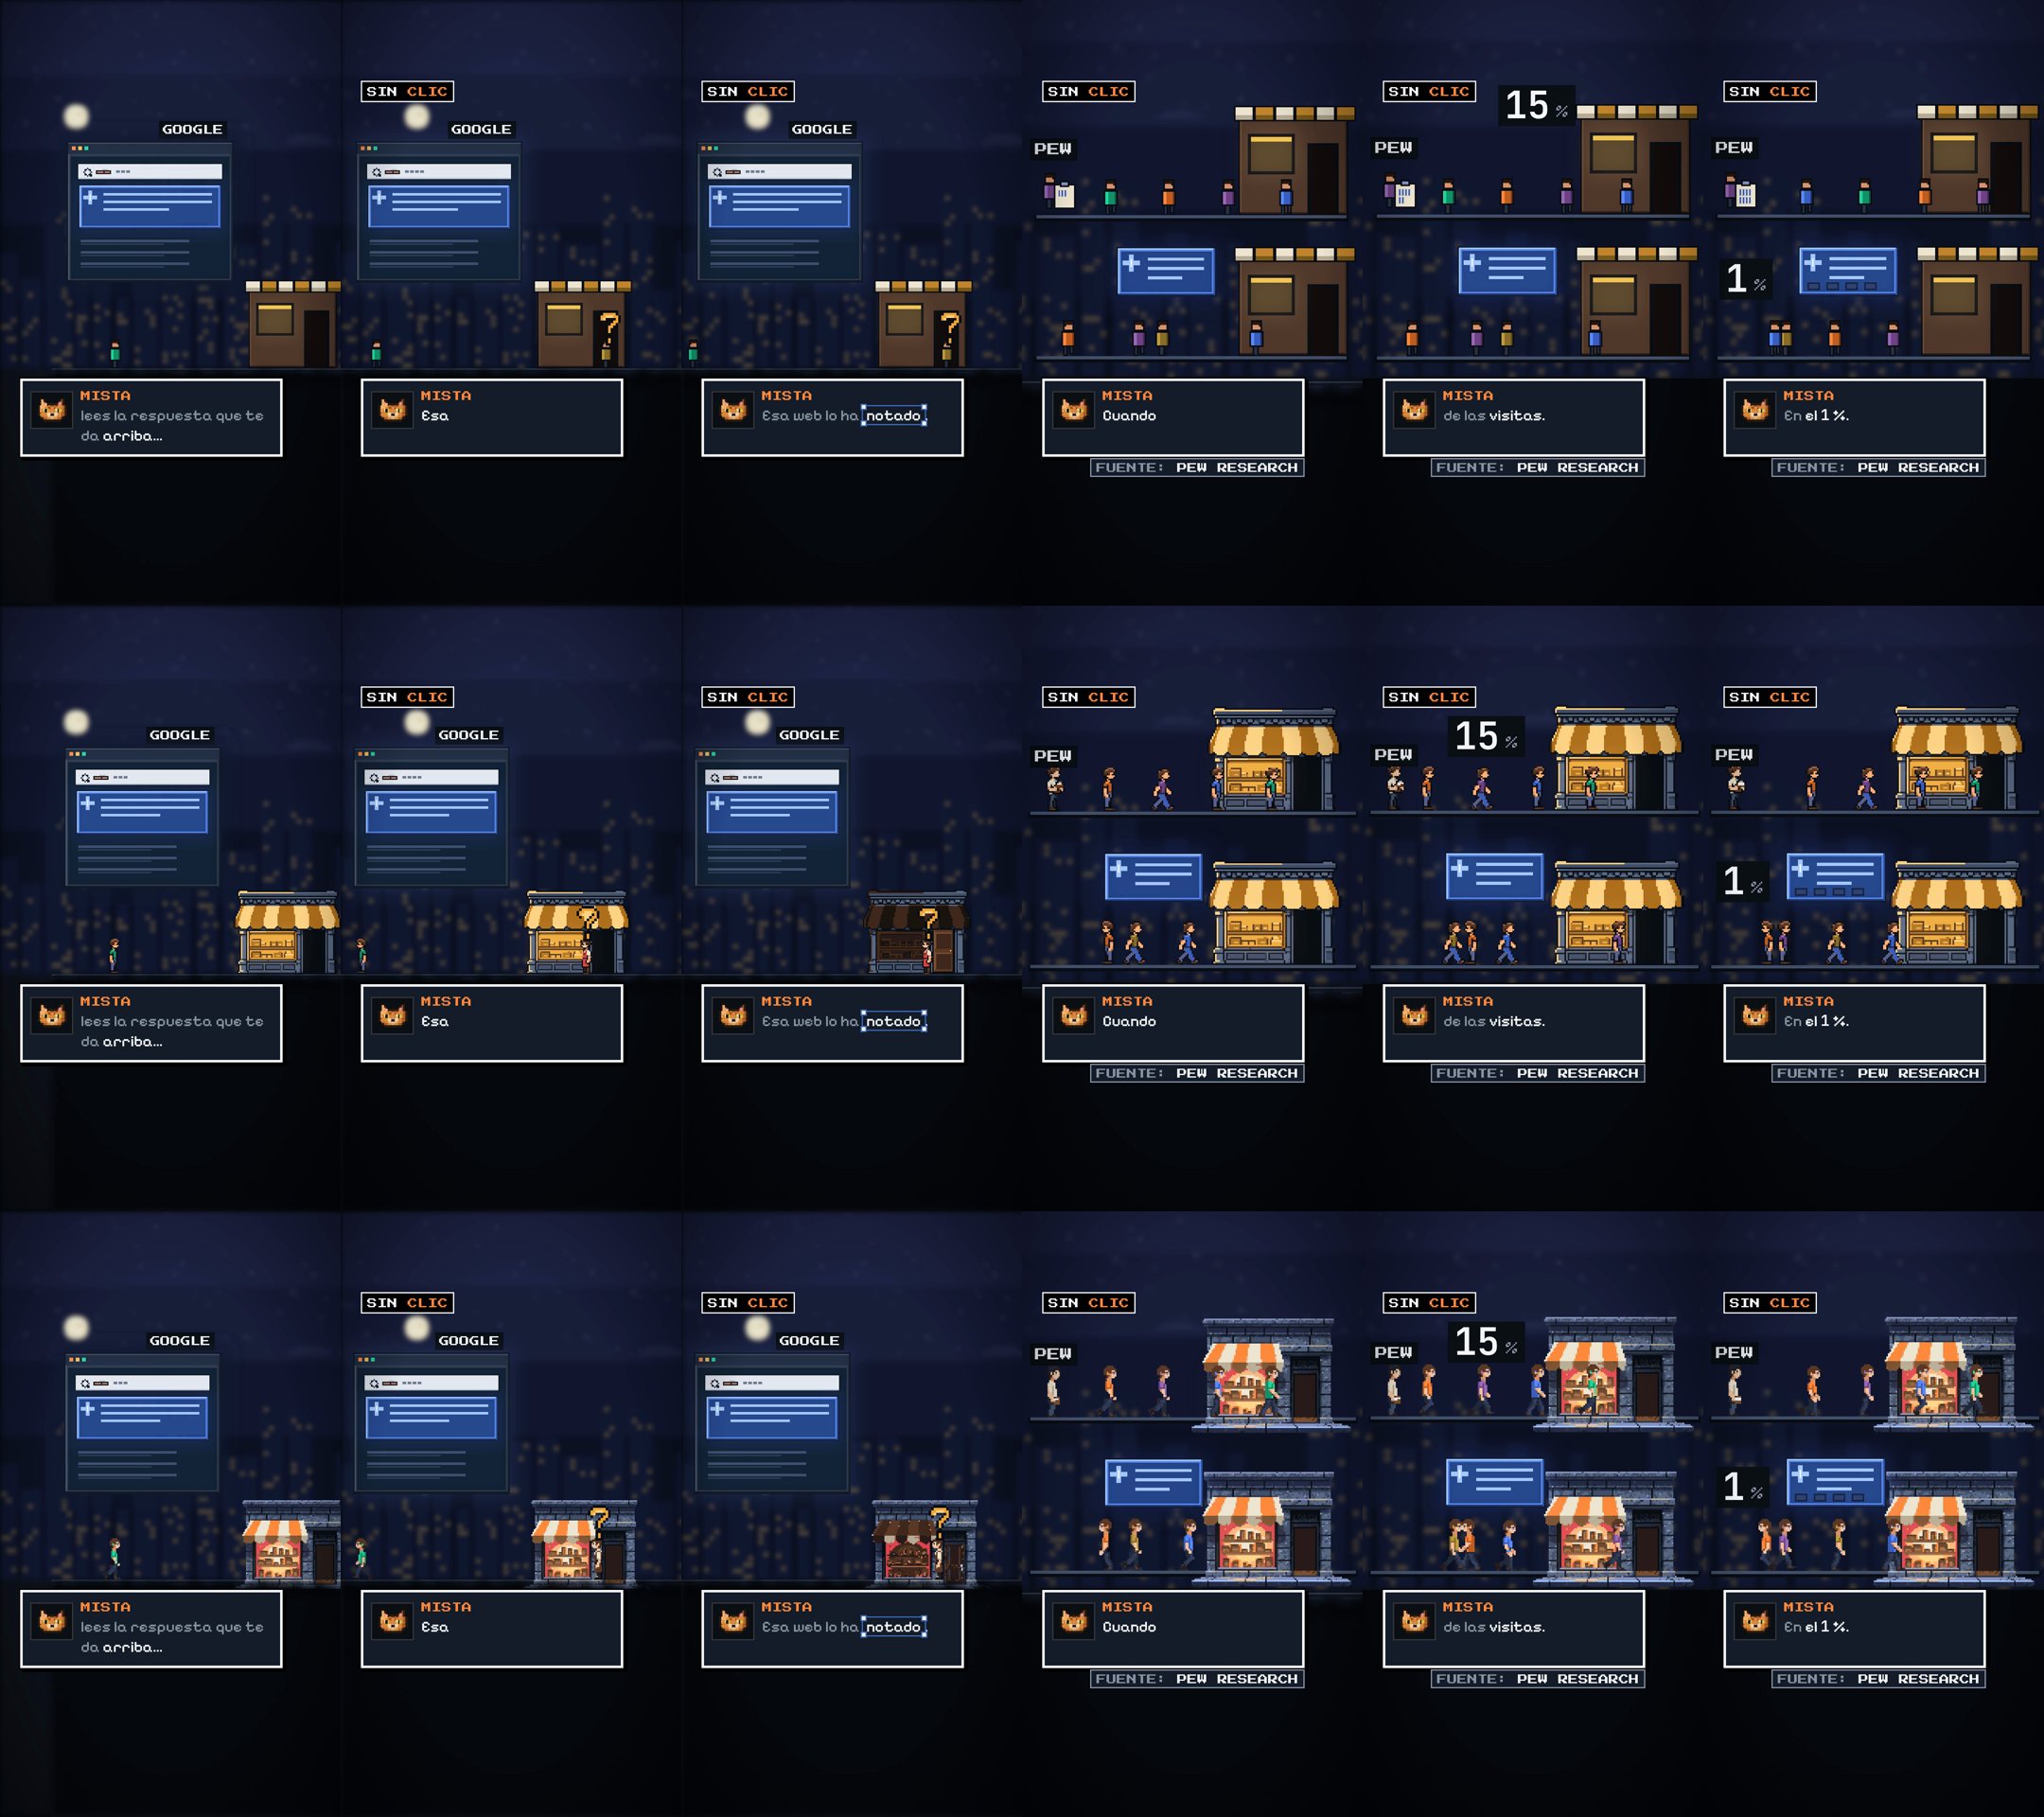 GOOGLE
MISTA
lees la respuesta que te
da arriba...
SIN CLIC
GOOGLE
MISTA
Esa
SIN CLIC
GOOGLE
MISTA
Esa web lo ha notado.
SIN CLIC
PEW
MISTA
Cuando
FUENTE: PEW RESEARCH
SIN CLIC
15 %
PEW
MISTA
de las visitas.
FUENTE: PEW RESEARCH
SIN CLIC
PEW
1 %
MISTA
En el 1 %.
FUENTE: PEW RESEARCH
GOOGLE
MISTA
lees la respuesta que te
da arriba...
SIN CLIC
GOOGLE
MISTA
Esa
SIN CLIC
GOOGLE
MISTA
Esa web lo ha notado.
SIN CLIC
PEW
MISTA
Cuando
FUENTE: PEW RESEARCH
SIN CLIC
15 %
PEW
MISTA
de las visitas.
FUENTE: PEW RESEARCH
SIN CLIC
PEW
1 %
MISTA
En el 1 %.
FUENTE: PEW RESEARCH
GOOGLE
MISTA
lees la respuesta que te
da arriba...
SIN CLIC
GOOGLE
MISTA
Esa
SIN CLIC
GOOGLE
MISTA
Esa web lo ha notado.
SIN CLIC
PEW
MISTA
Cuando
FUENTE: PEW RESEARCH
SIN CLIC
15 %
PEW
MISTA
de las visitas.
FUENTE: PEW RESEARCH
SIN CLIC
PEW
1 %
MISTA
En el 1 %.
FUENTE: PEW RESEARCH